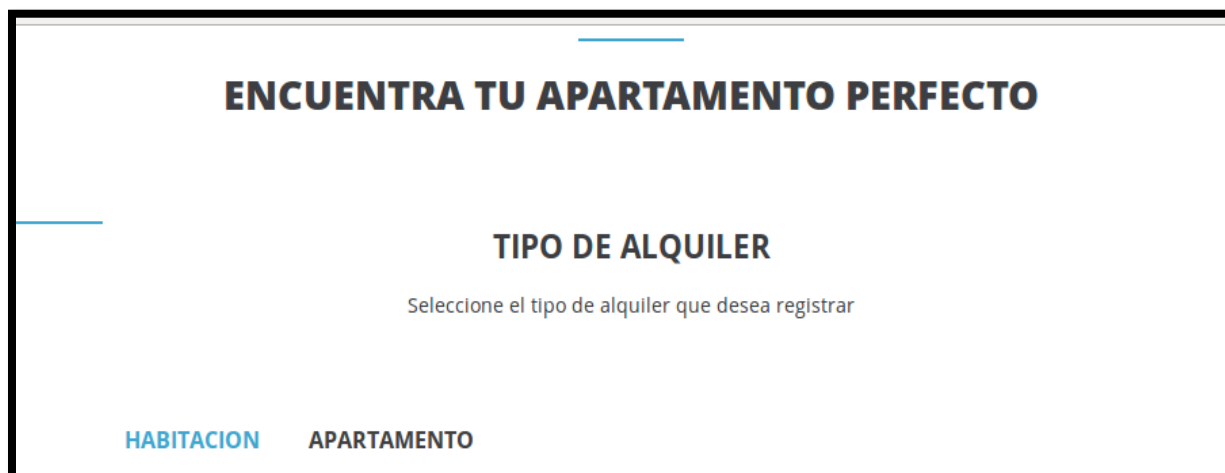 ENCUENTRA TU APARTAMENTO PERFECTO
TIPO DE ALQUILER
Seleccione el tipo de alquiler que desea registrar
HABITACION APARTAMENTO